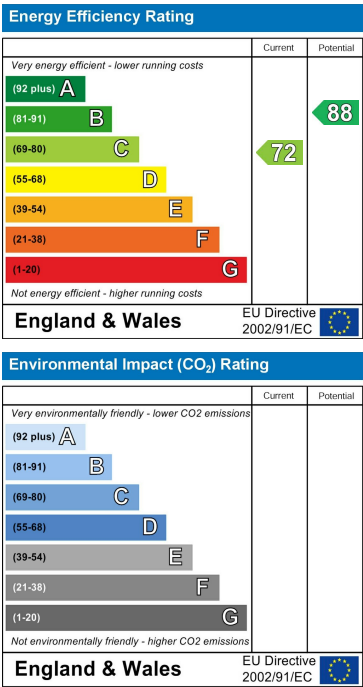 Energy Efficiency Rating
Current Potential
Very energy efficient - lower running costs
(92 plus) A
(81-91) B
88
(69-80) C
72
(55-68) D
(39-54) E
(21-38) F
(1-20) G
Not energy efficient - higher running costs
England & Wales
EU Directive
2002/91/EC
Environmental Impact (CO₂) Rating
Current Potential
Very environmentally friendly - lower CO2 emissions
(92 plus) A
(81-91) B
(69-80) C
(55-68) D
(39-54) E
(21-38) F
(1-20) G
Not environmentally friendly - higher CO2 emissions
England & Wales
EU Directive
2002/91/EC